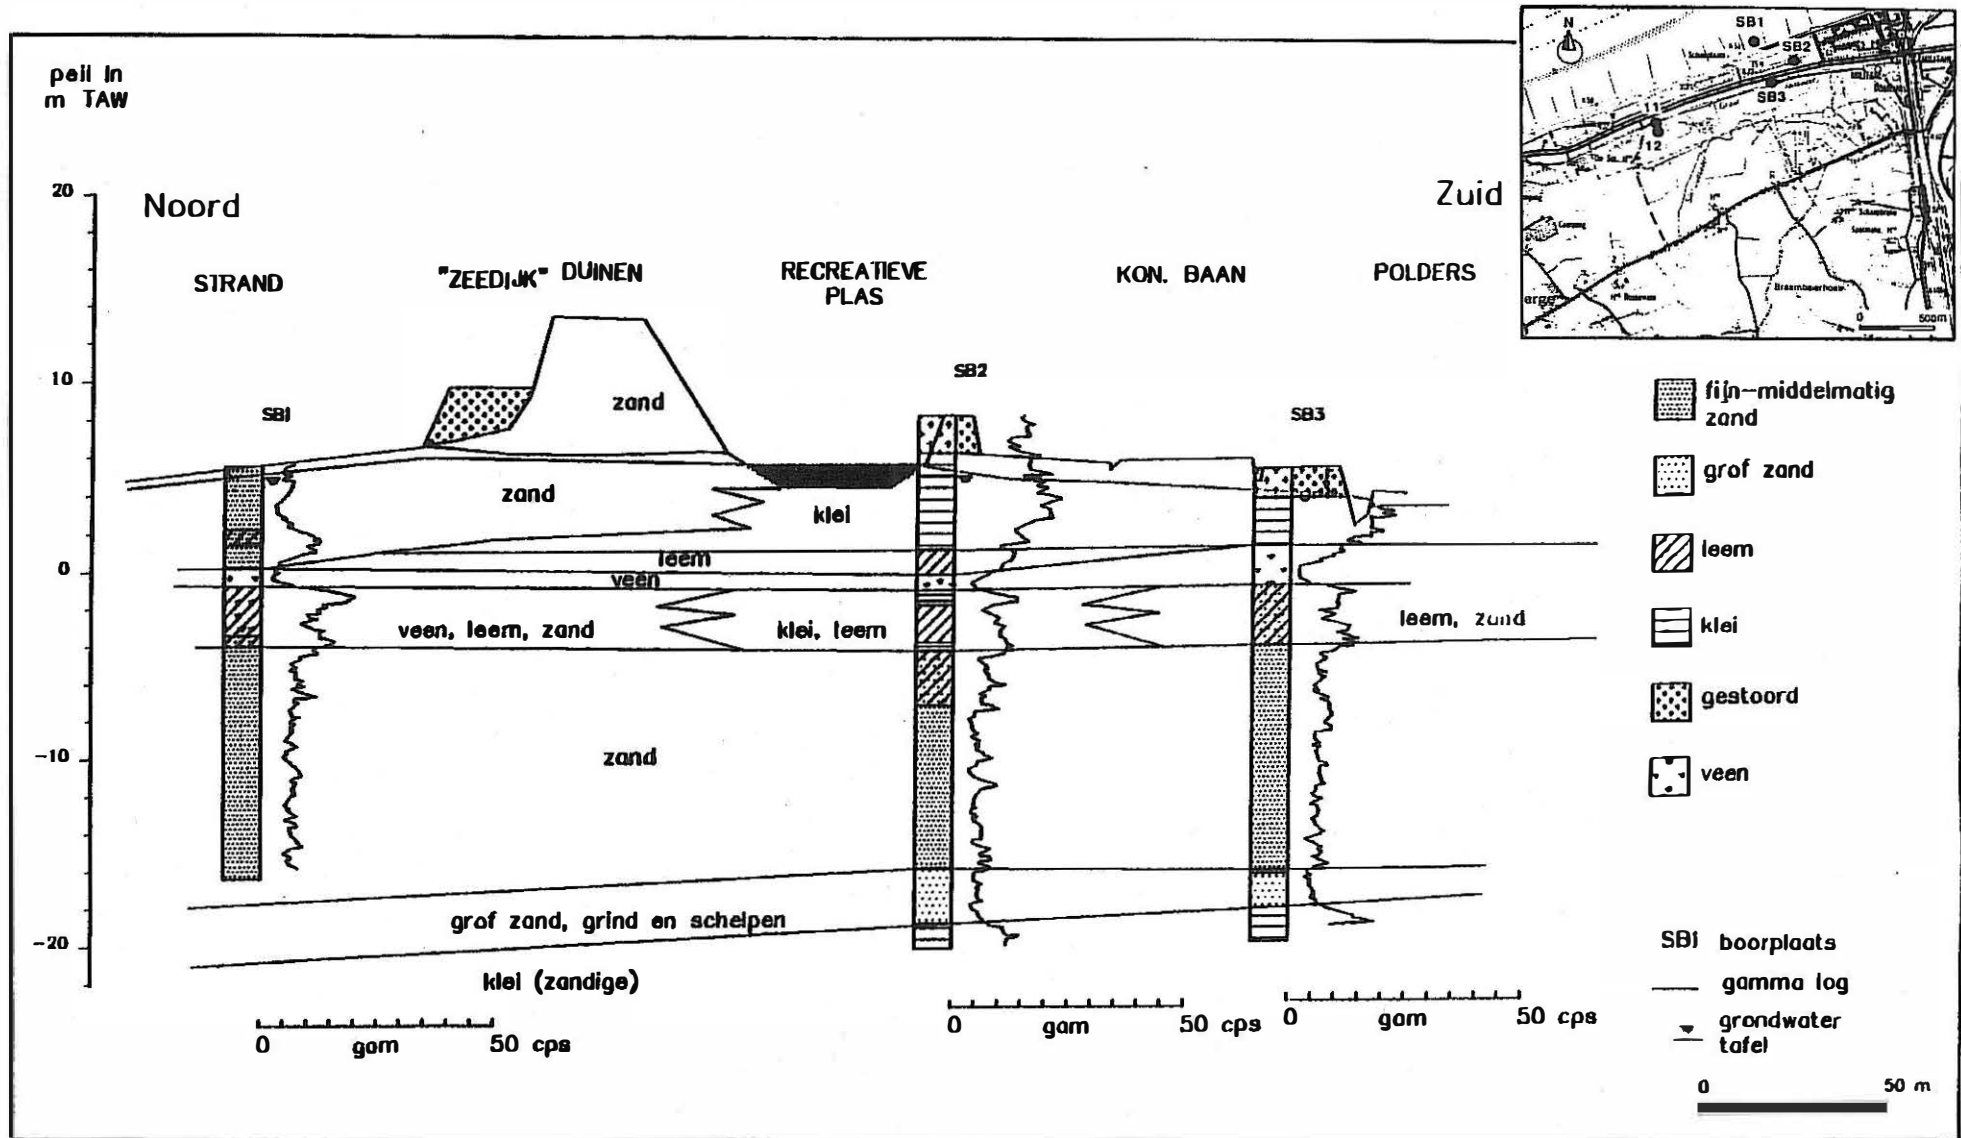 peil in
m TAW
20
10
0
-10
-20
Noord
Zuid
STRAND
"ZEEDIJK" DUINEN
RECREATIEVE
PLAS
KON. BAAN
POLDERS
SB1
SB2
SB3
zand
zand
klei
leem
veen
veen, leem, zand
klei, leem
leem, zand
zand
grof zand, grind en schelpen
klei (zandige)
0 gam 50 cps
0 gam 50 cps
0 gam 50 cps
N
SB1
SB2
SB3
11
12
Braambeierhoek
erge
0 500m
fijn-middelmatig
zand
grof zand
leem
klei
gestoord
veen
SB1 boorplaats
gamma log
grondwater
tafel
0 50 m